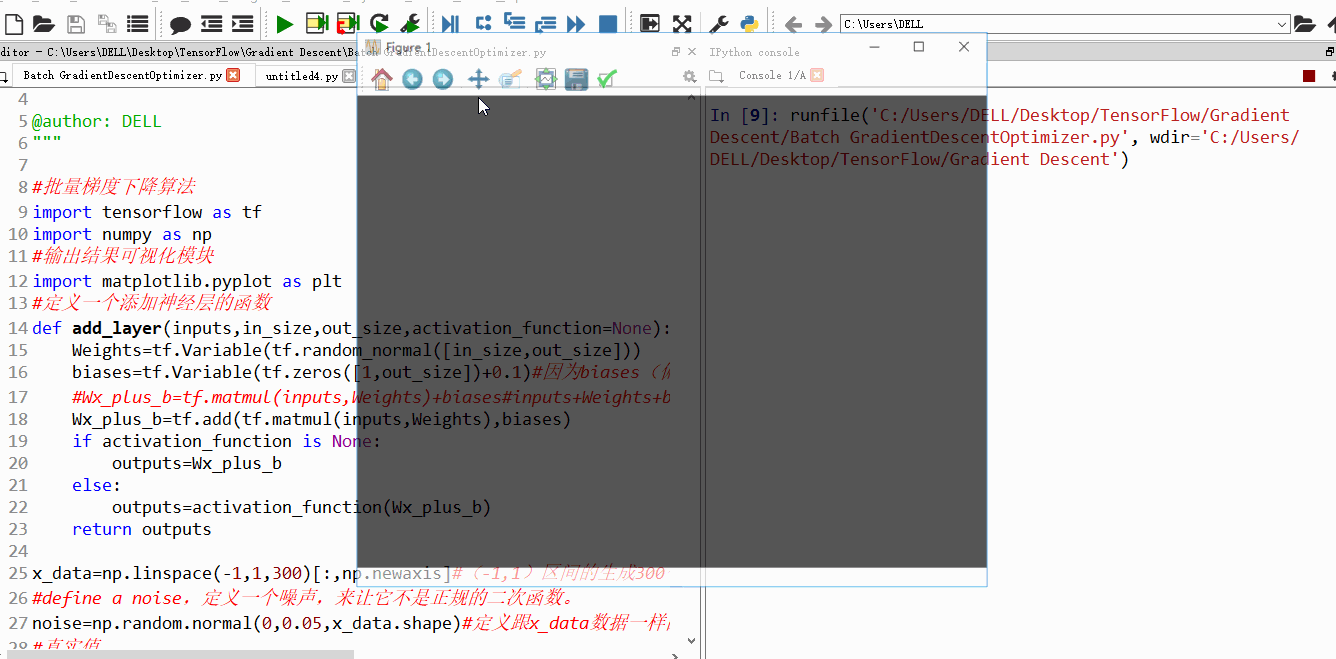 C:\Users\DELL
ditor - C:\Users\DELL\Desktop\TensorFlow\Gradient Descent\Batch GradientDescentOptimizer.py
Figure 1
IPython console
Batch GradientDescentOptimizer.py
untitled4.py
Console 1/A
4
5 @author: DELL
6 """
7
8 #批量梯度下降算法
9 import tensorflow as tf
10 import numpy as np
11 #输出结果可视化模块
12 import matplotlib.pyplot as plt
13 #定义一个添加神经层的函数
14 def add_layer(inputs,in_size,out_size,activation_function=None):
15 Weights=tf.Variable(tf.random_normal([in_size,out_size]))
16 biases=tf.Variable(tf.zeros([1,out_size])+0.1)#因为biases（
17 #Wx_plus_b=tf.matmul(inputs,Weights)+biases#inputs+Weights+b
18 Wx_plus_b=tf.add(tf.matmul(inputs,Weights),biases)
19 if activation_function is None:
20 outputs=Wx_plus_b
21 else:
22 outputs=activation_function(Wx_plus_b)
23 return outputs
24
25 x_data=np.linspace(-1,1,300)[:,np.newaxis]#（-1,1）区间的生成300
26 #define a noise，定义一个噪声，来让它不是正规的二次函数。
27 noise=np.random.normal(0,0.05,x_data.shape)#定义跟x_data数据一样
28 #真实值
In [9]: runfile('C:/Users/DELL/Desktop/TensorFlow/Gradient
Descent/Batch GradientDescentOptimizer.py', wdir='C:/Users/
DELL/Desktop/TensorFlow/Gradient Descent')